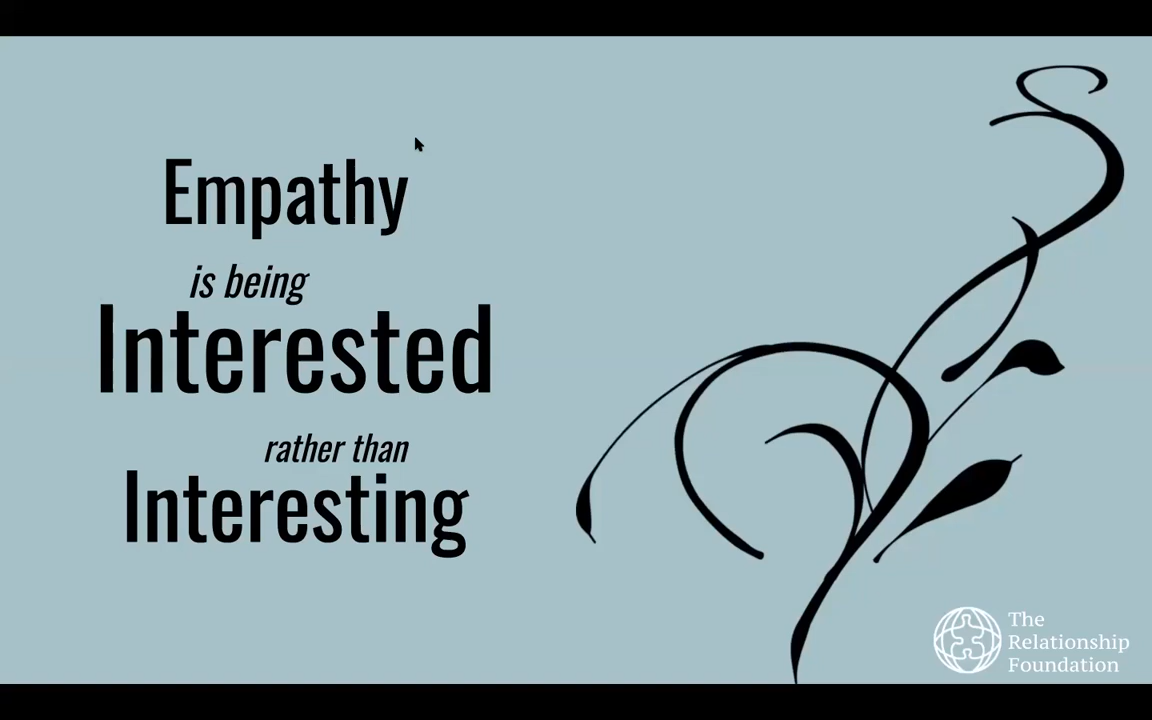 Empathy
is being
Interested
rather than
Interesting
The
Relationship
Foundation